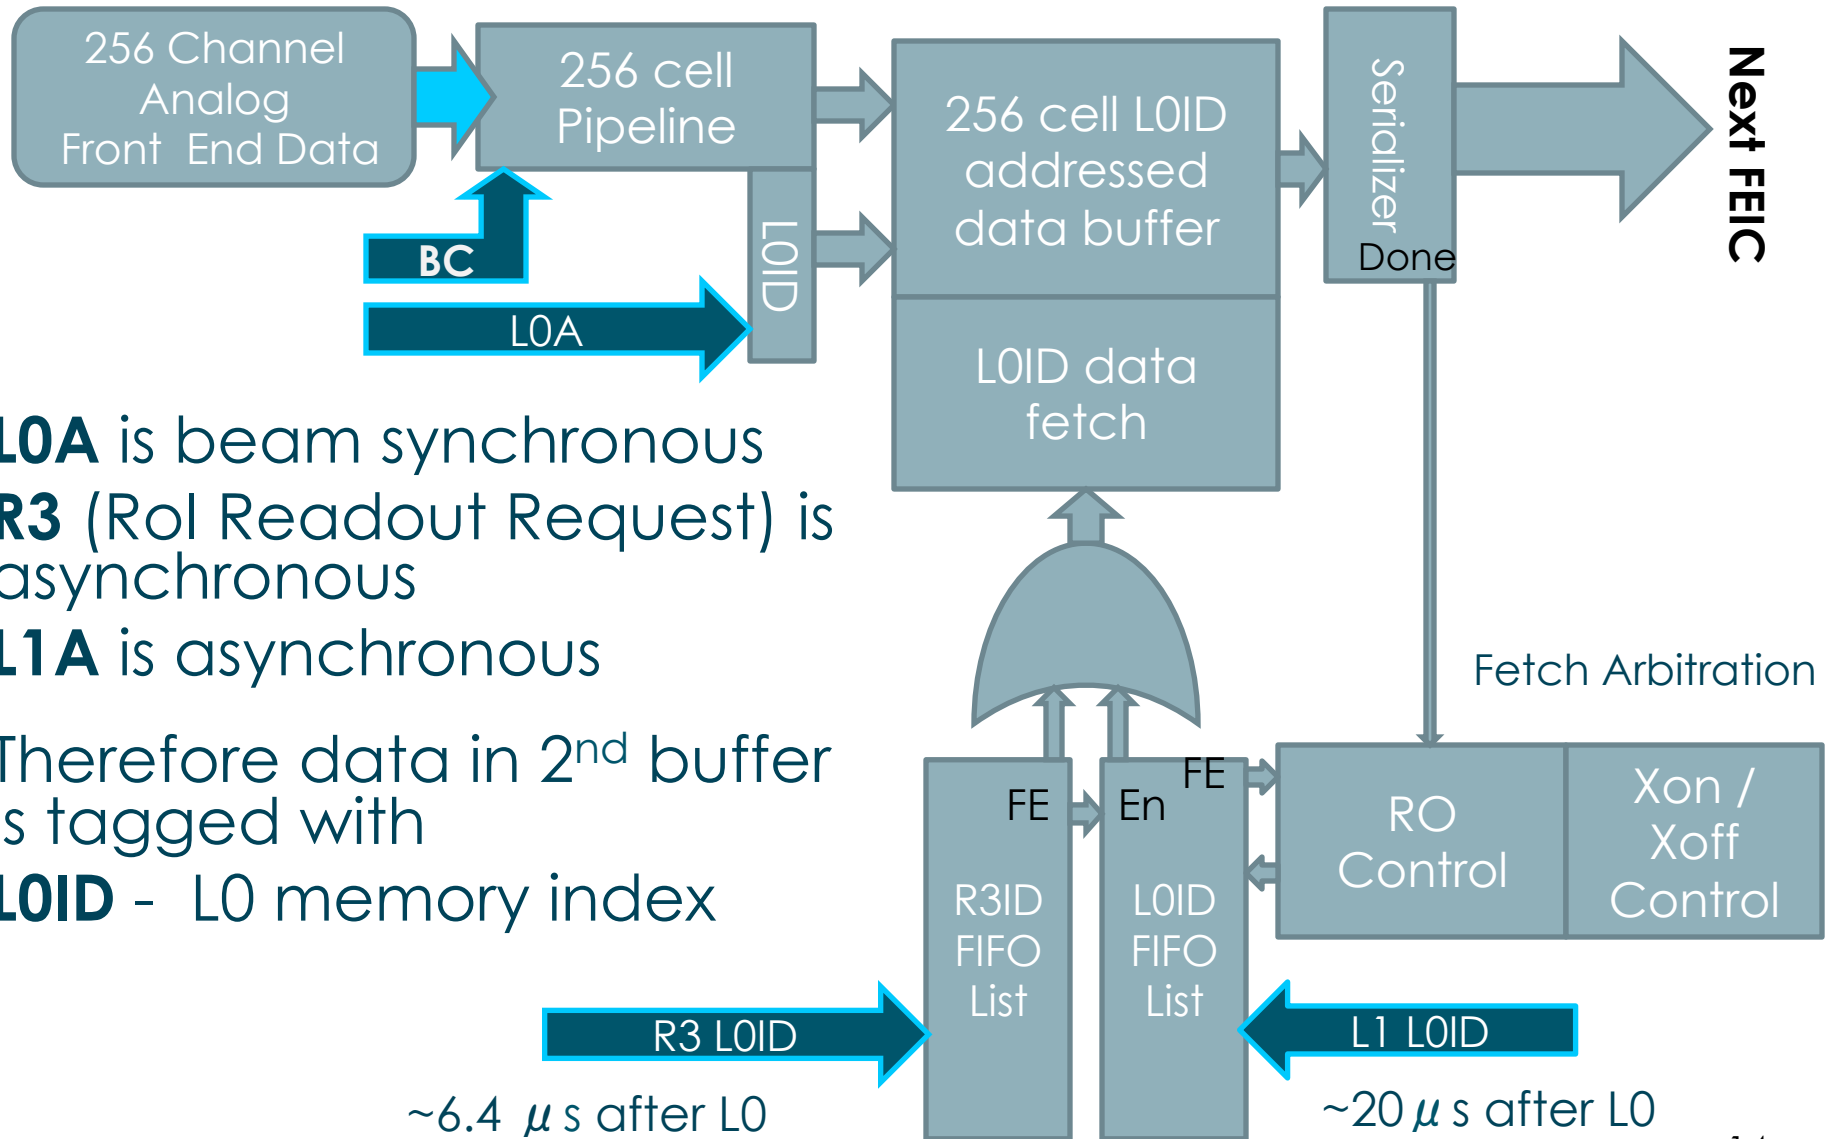 256 Channel
Analog
Front End Data
256 cell
Pipeline
256 cell L0ID
addressed
data buffer
Serializer
Done
Next FEIC
BC
L0ID
L0A
L0ID data
fetch
L0A is beam synchronous
R3 (RoI Readout Request) is
asynchronous
L1A is asynchronous
Therefore data in 2nd buffer
is tagged with
L0ID - L0 memory index
Fetch Arbitration
FE
En
FE
RO
Control
Xon /
Xoff
Control
R3ID
FIFO
List
L0ID
FIFO
List
R3 L0ID
L1 L0ID
~6.4 μs after L0
~20 μs after L0